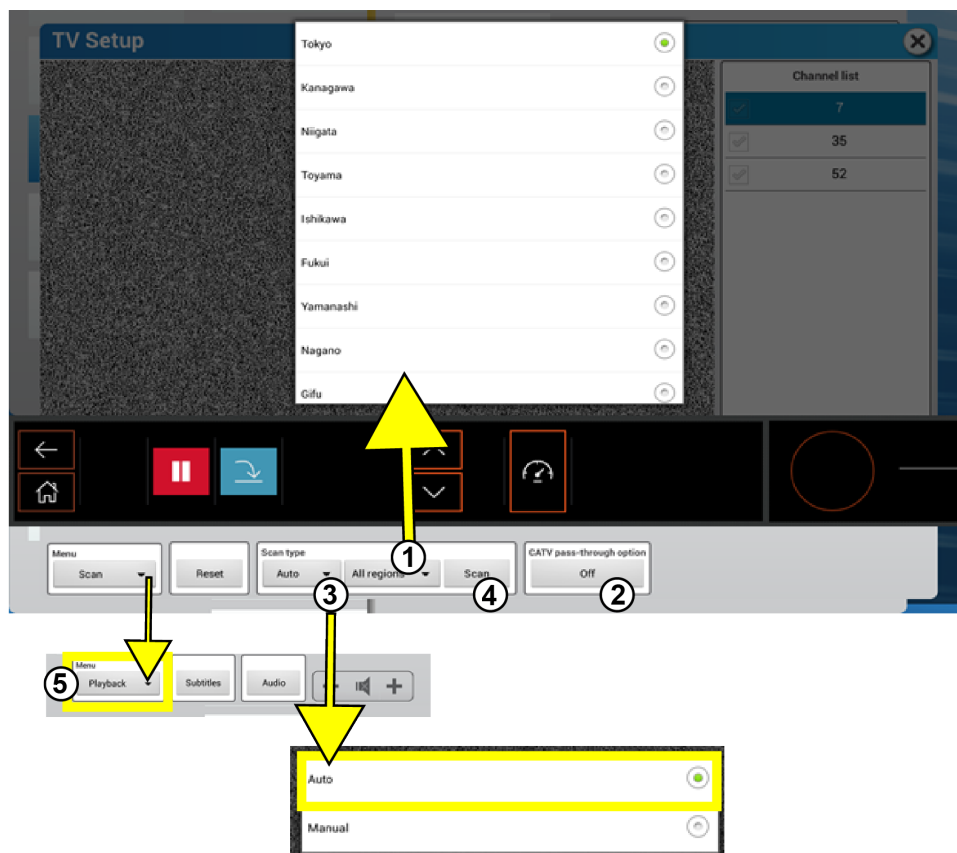 TV Setup
Tokyo
Kanagawa
Niigata
Toyama
Ishikawa
Fukui
Yamanashi
Nagano
Gifu
Channel list
7
35
52
Menu
Scan
Reset
Scan type
Auto
All regions
Scan
CATV pass-through option
Off
1
2
3
4
Menu
Playback
Subtitles
Audio
5
Auto
Manual